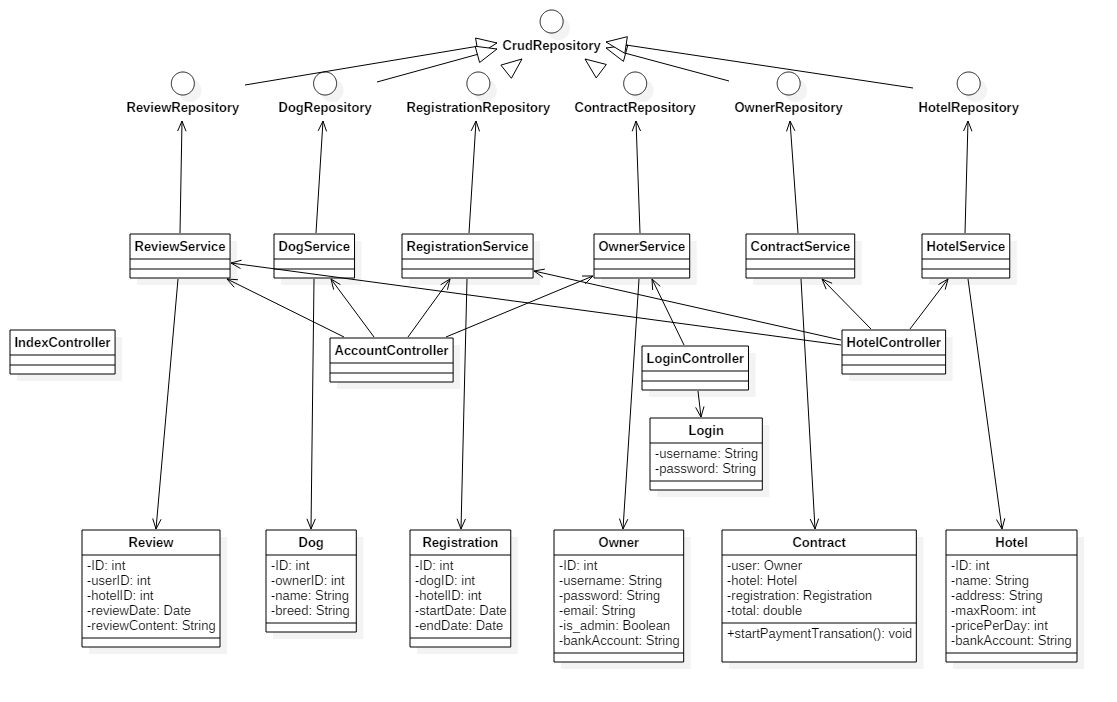 CrudRepository
ReviewRepository
DogRepository
RegistrationRepository
ContractRepository
OwnerRepository
HotelRepository
ReviewService
DogService
RegistrationService
OwnerService
ContractService
HotelService
IndexController
AccountController
LoginController
HotelController
Login
-username: String
-password: String
Review
-ID: int
-userID: int
-hotelID: int
-reviewDate: Date
-reviewContent: String
Dog
-ID: int
-ownerID: int
-name: String
-breed: String
Registration
-ID: int
-dogID: int
-hotelID: int
-startDate: Date
-endDate: Date
Owner
-ID: int
-username: String
-password: String
-email: String
-is_admin: Boolean
-bankAccount: String
Contract
-user: Owner
-hotel: Hotel
-registration: Registration
-total: double
+startPaymentTransation(): void
Hotel
-ID: int
-name: String
-address: String
-maxRoom: int
-pricePerDay: int
-bankAccount: String